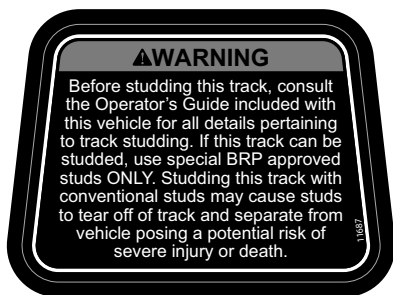 ⚠WARNING
Before studding this track, consult
the Operator's Guide included with
this vehicle for all details pertaining
to track studding. If this track can be
studded, use special BRP approved
studs ONLY. Studding this track with
conventional studs may cause studs
to tear off of track and separate from
vehicle posing a potential risk of
severe injury or death.
11687